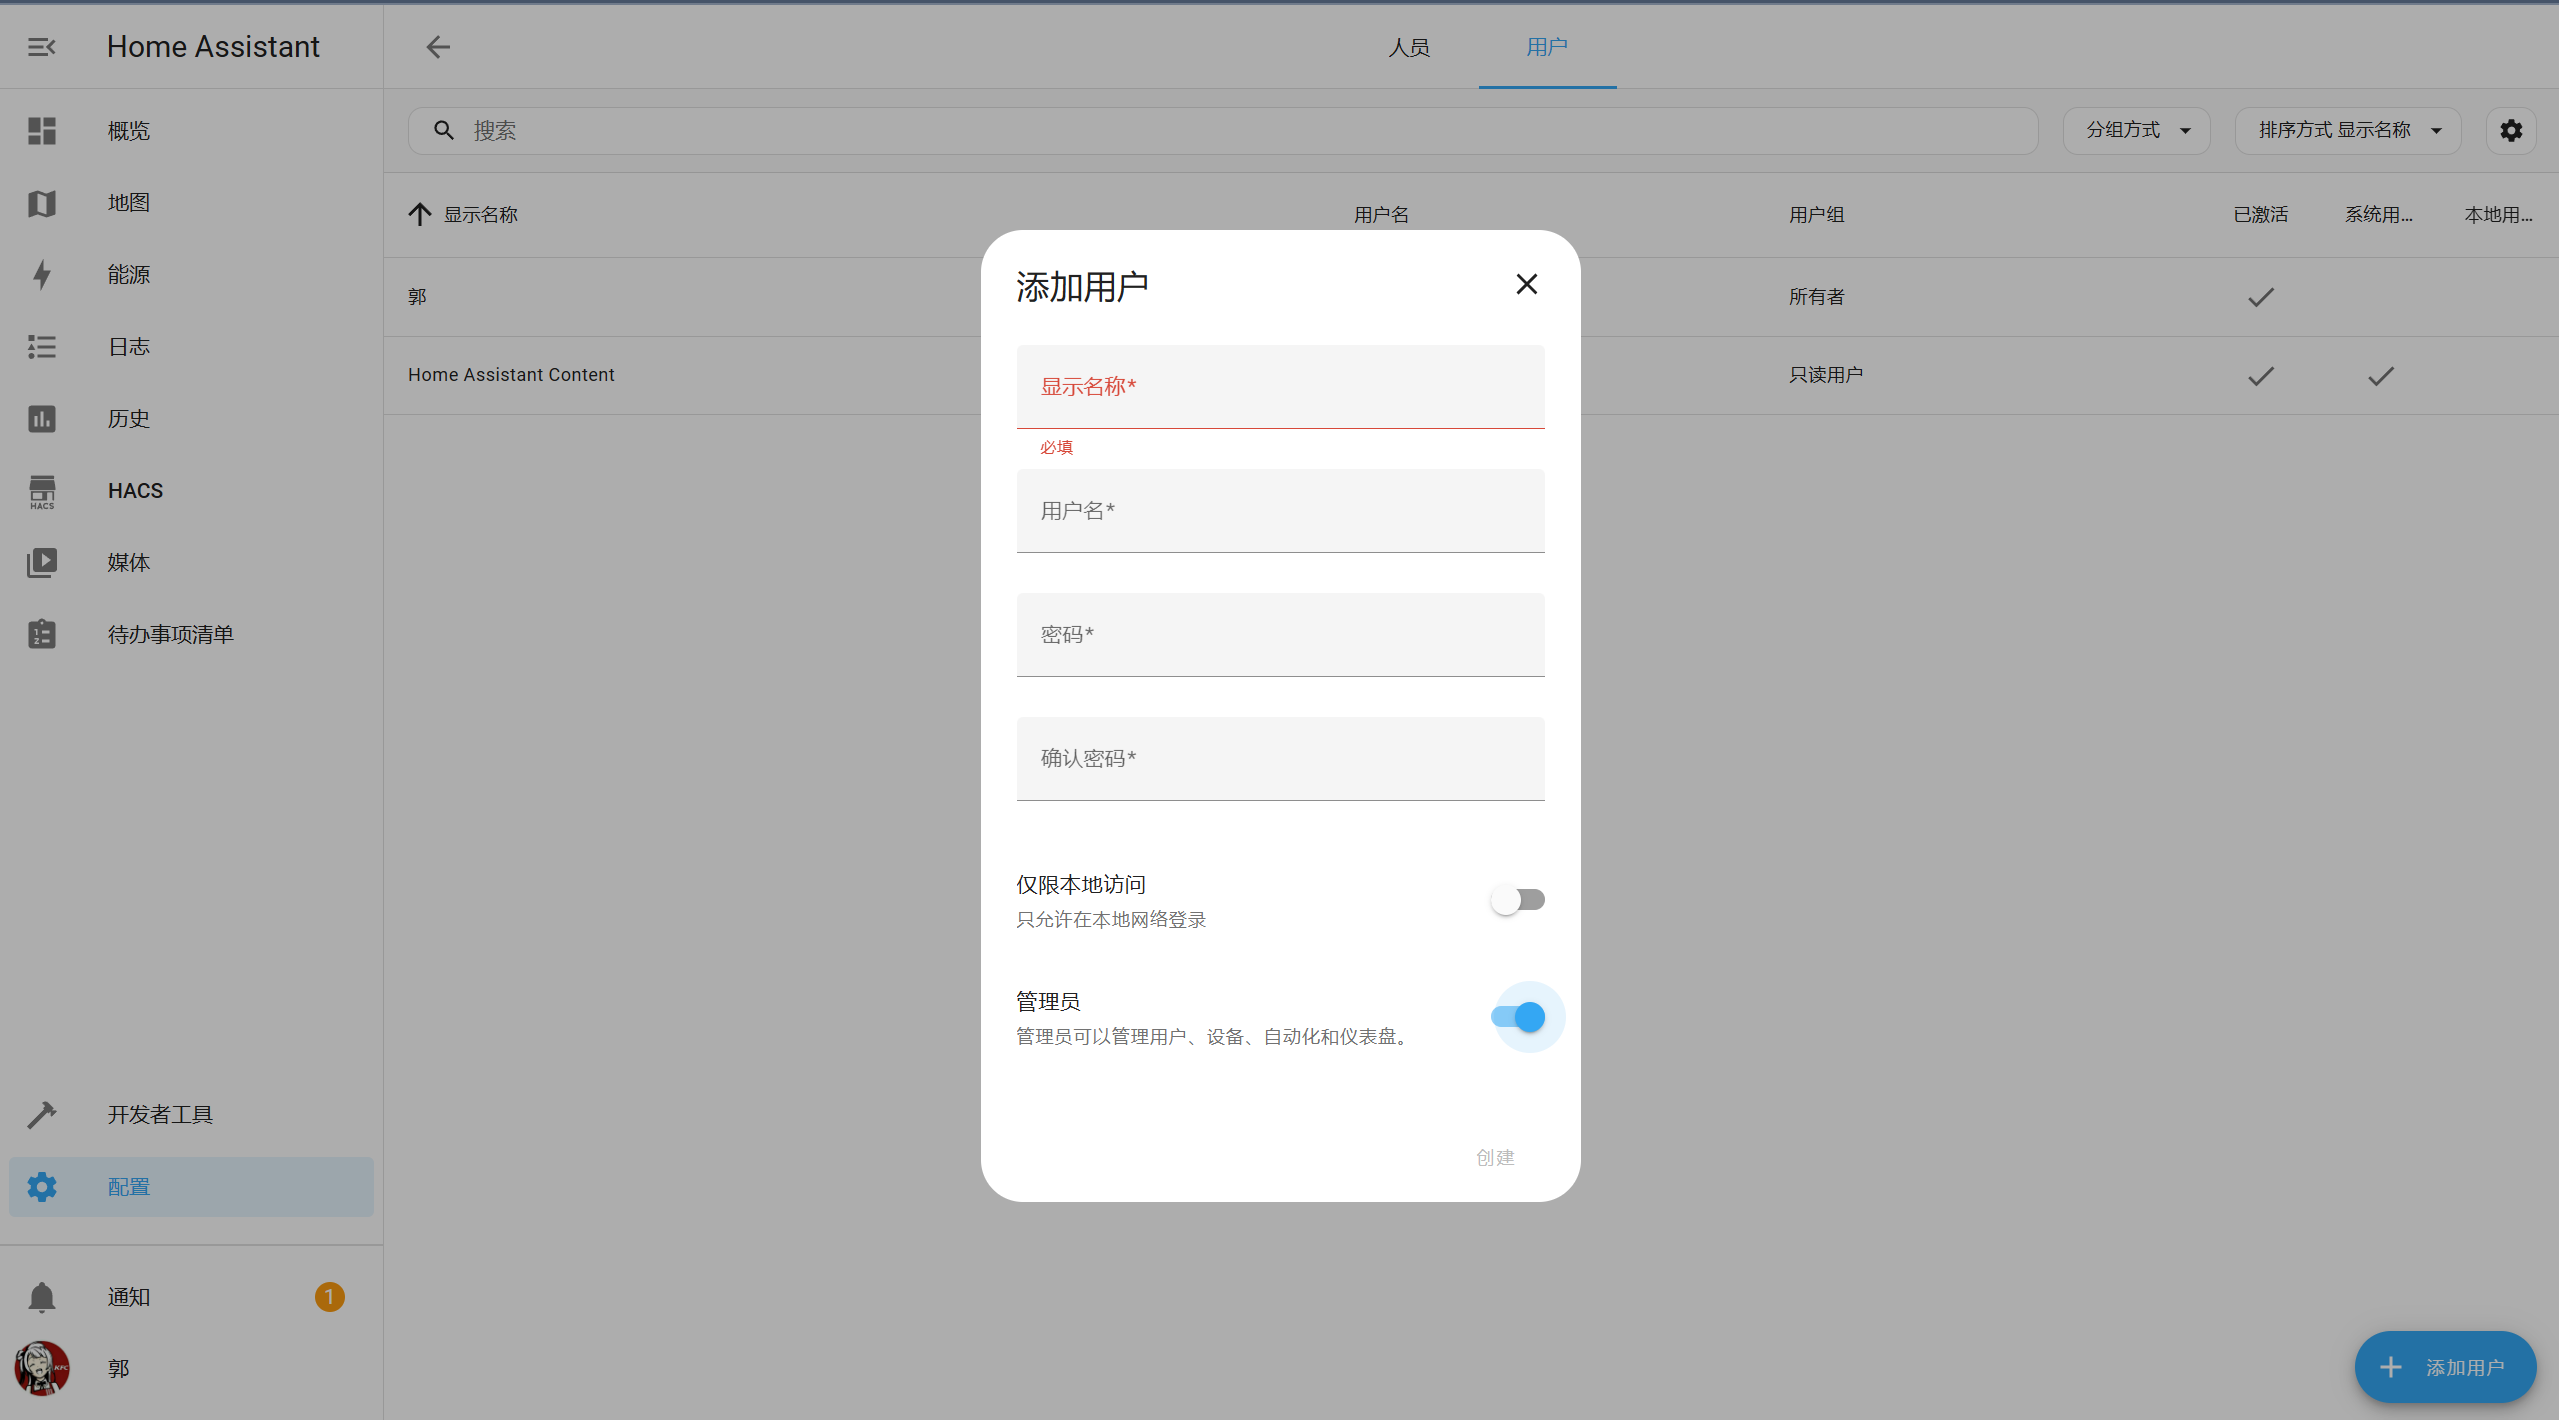 Home Assistant
人员
用户
概览
地图
能源
日志
历史
HACS
HACS
媒体
待办事项清单
开发者工具
配置
通知
1
郭
KFC
搜索
分组方式
排序方式 显示名称
显示名称
用户名
用户组
已激活
系统用...
本地用...
郭
所有者
Home Assistant Content
只读用户
添加用户
显示名称*
必填
用户名*
密码*
确认密码*
仅限本地访问
只允许在本地网络登录
管理员
管理员可以管理用户、设备、自动化和仪表盘。
创建
添加用户